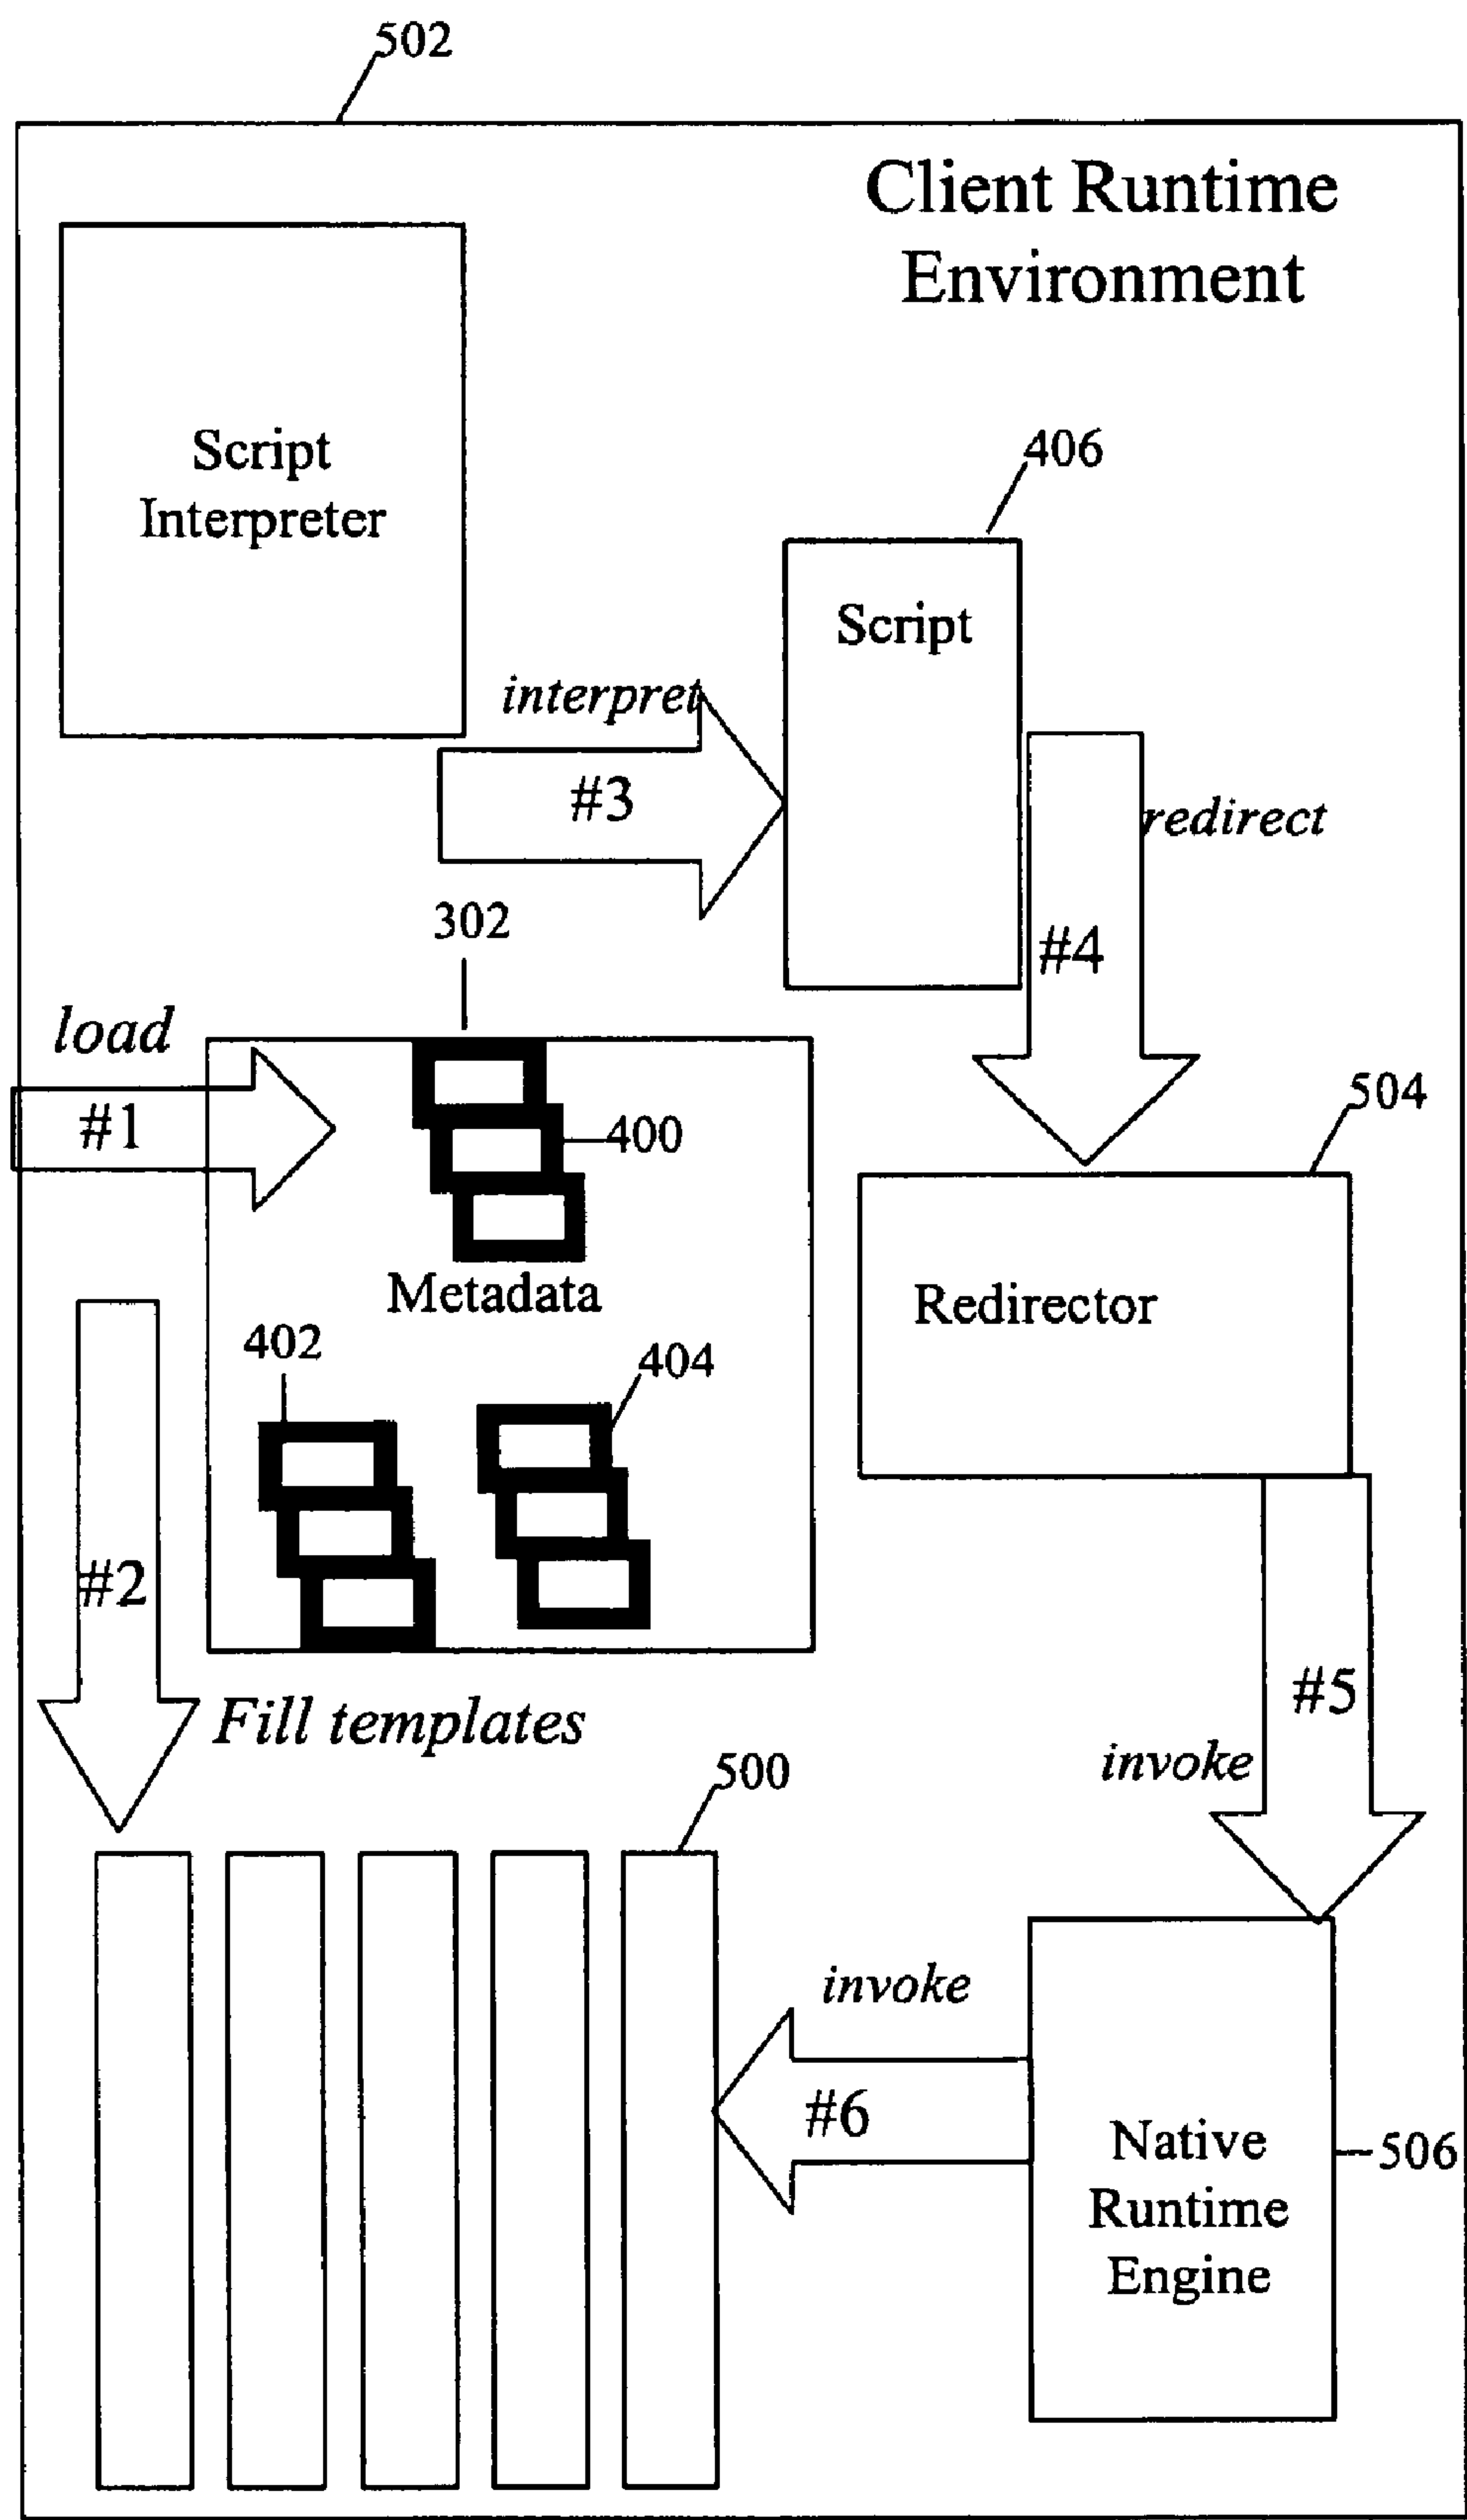 502
Client Runtime
Environment
Script
Interpreter
406
Script
interpret
#3
redirect
#4
302
load
#1
400
504
Metadata
Redirector
402
404
#2
#5
Fill templates
invoke
500
invoke
#6
Native
Runtime
Engine
506